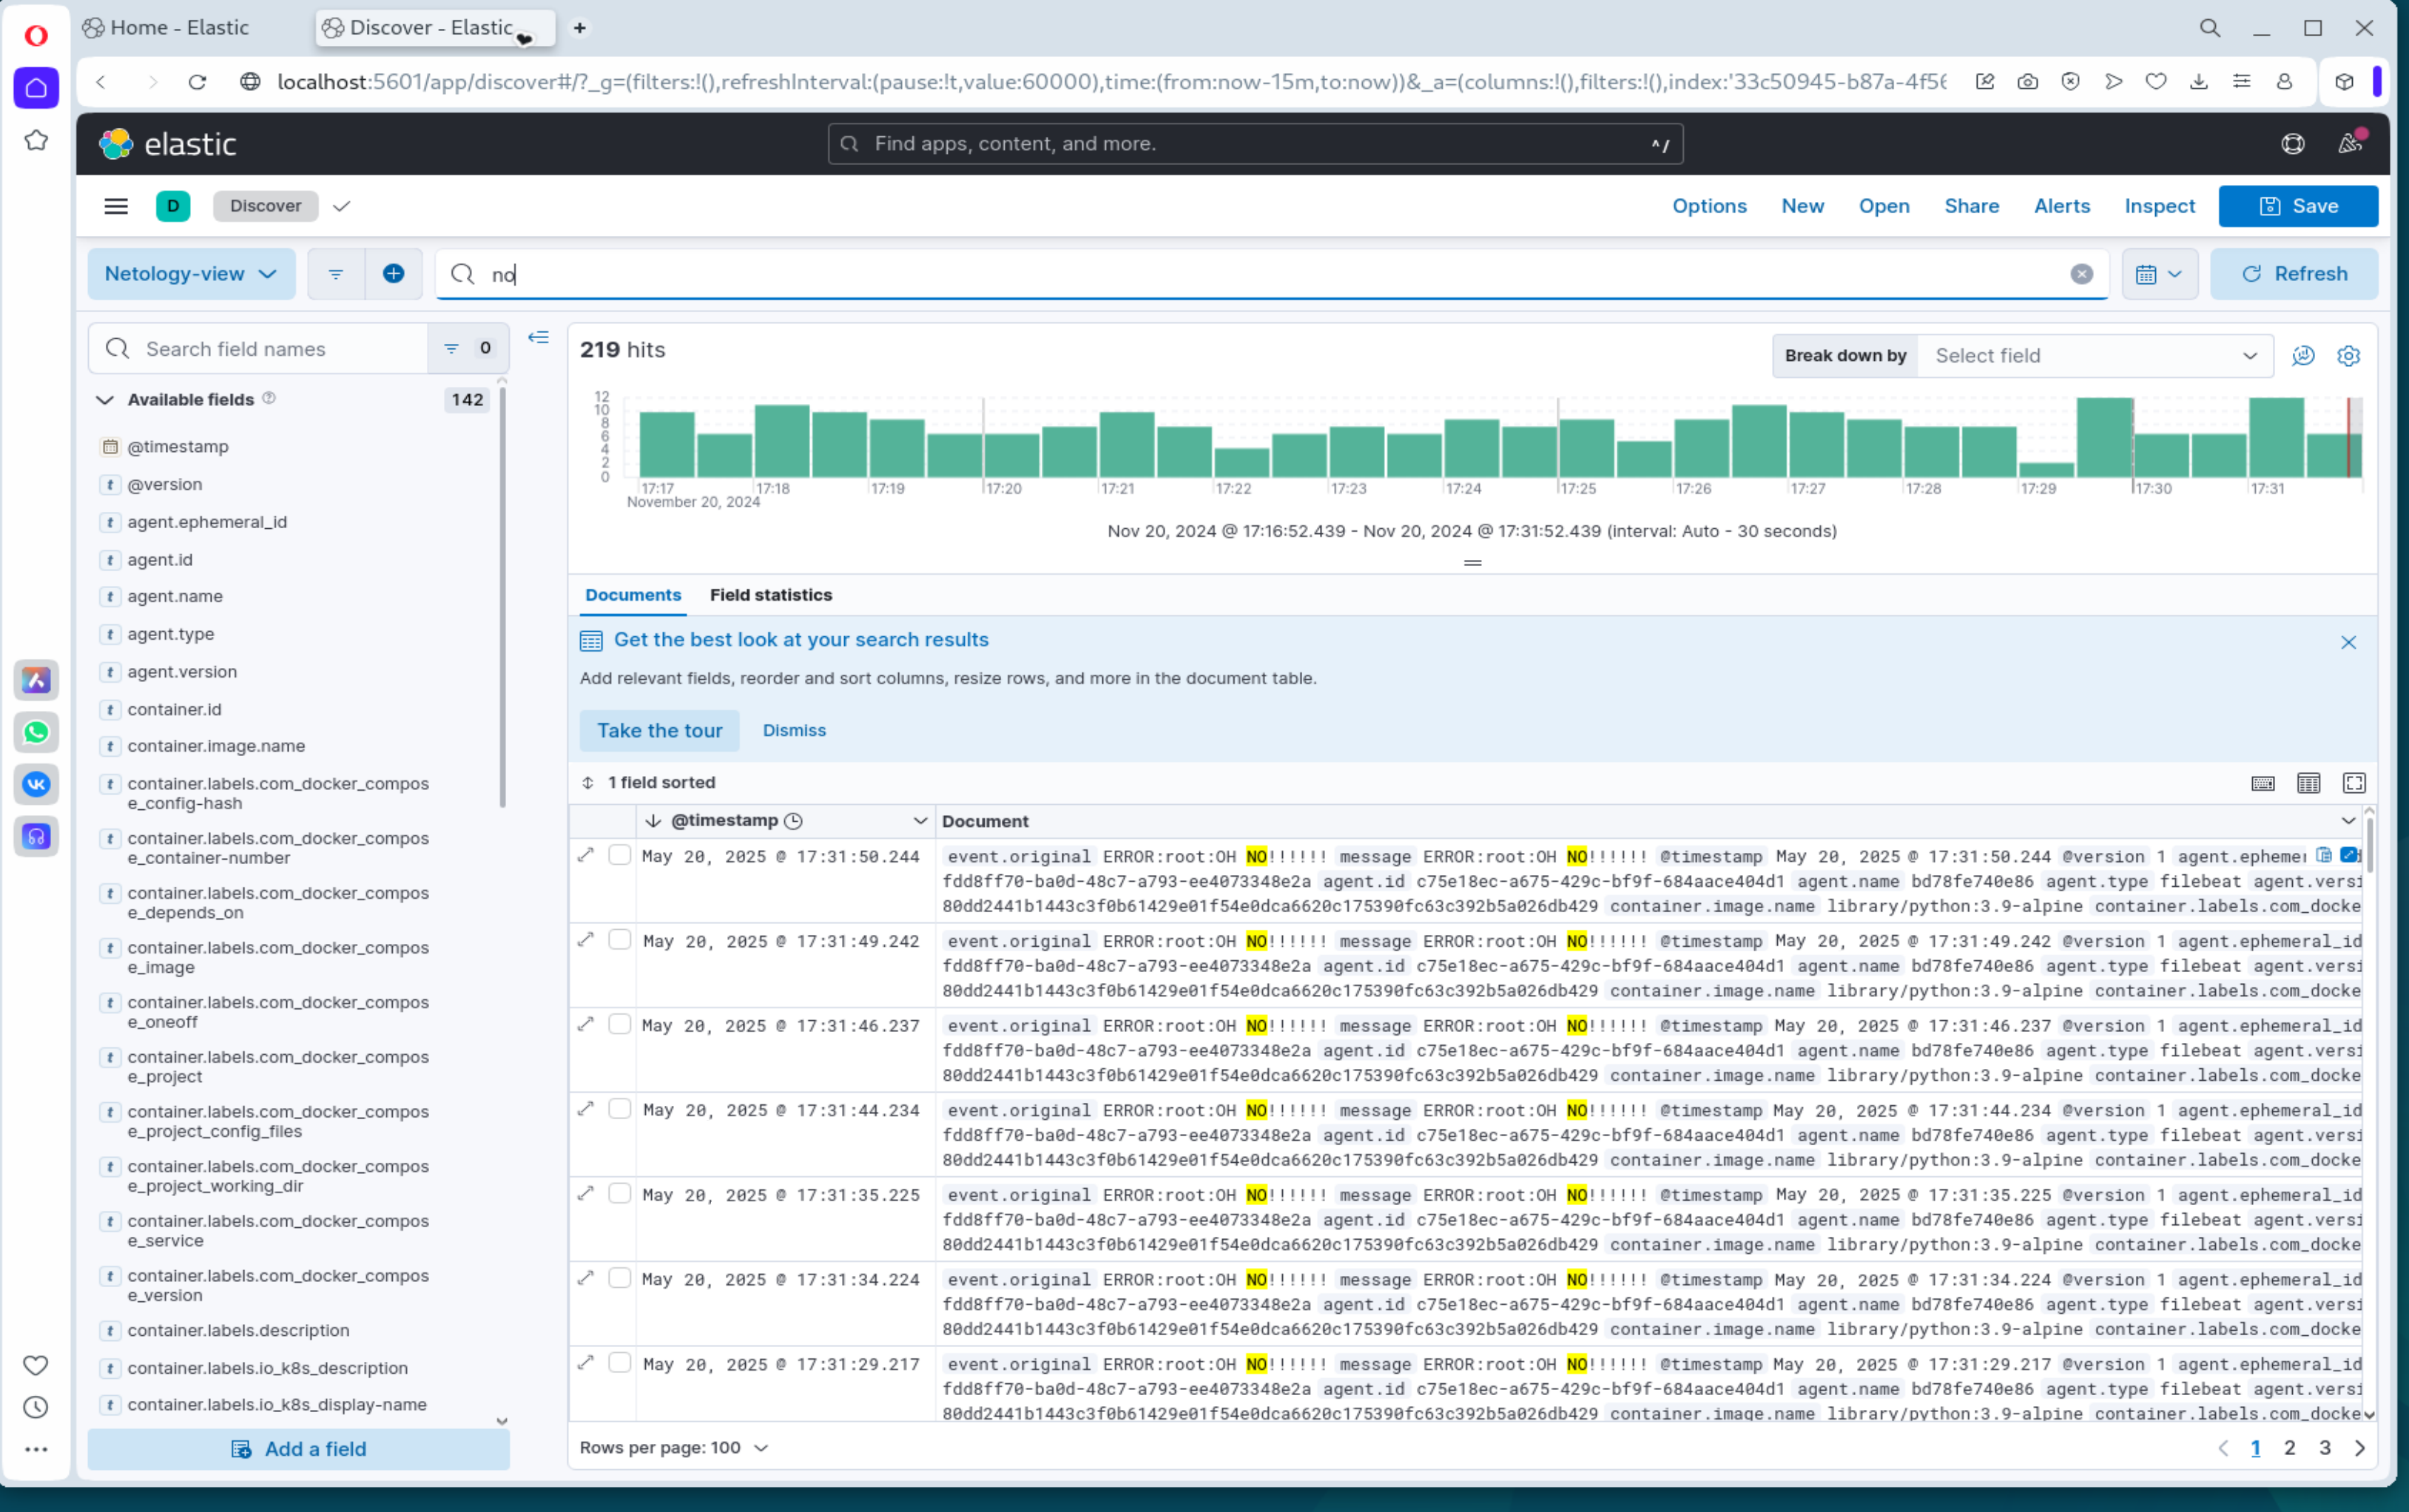 Home - Elastic
Discover - Elastic
localhost:5601/app/discover#/?_g=(filters:!(),refreshInterval:(pause:!t,value:60000),time:(from:now-15m,to:now))&_a=(columns:!(),filters:!(),index:'33c50945-b87a-4f5
elastic
Find apps, content, and more.
^/
D
Discover
Options
New
Open
Share
Alerts
Inspect
Save
Netology-view
no
Refresh
Search field names
0
219 hits
Break down by
Select field
Available fields
142
@timestamp
@version
agent.ephemeral_id
agent.id
agent.name
agent.type
agent.version
container.id
container.image.name
container.labels.com_docker_compos
e_config-hash
container.labels.com_docker_compos
e_container-number
container.labels.com_docker_compos
e_depends_on
container.labels.com_docker_compos
e_image
container.labels.com_docker_compos
e_oneoff
container.labels.com_docker_compos
e_project
container.labels.com_docker_compos
e_project_config_files
container.labels.com_docker_compos
e_project_working_dir
container.labels.com_docker_compos
e_service
container.labels.com_docker_compos
e_version
container.labels.description
container.labels.io_k8s_description
container.labels.io_k8s_display-name
Add a field
12
10
8
6
4
2
0
17:17 17:18 17:19 17:20 17:21 17:22 17:23 17:24 17:25 17:26 17:27 17:28 17:29 17:30 17:31
November 20, 2024
Nov 20, 2024 @ 17:16:52.439 - Nov 20, 2024 @ 17:31:52.439 (interval: Auto - 30 seconds)
Documents
Field statistics
Get the best look at your search results
Add relevant fields, reorder and sort columns, resize rows, and more in the document table.
Take the tour
Dismiss
1 field sorted
@timestamp
Document
May 20, 2025 @ 17:31:50.244 event.original ERROR:root:OH NO!!!!!! message ERROR:root:OH NO!!!!!! @timestamp May 20, 2025 @ 17:31:50.244 @version 1 agent.ephemer
fdd8ff70-ba0d-48c7-a793-ee4073348e2a agent.id c75e18ec-a675-429c-bf9f-684aace404d1 agent.name bd78fe740e86 agent.type filebeat agent.versi
80dd2441b1443c3f0b61429e01f54e0dca6620c175390fc63c392b5a026db429 container.image.name library/python:3.9-alpine container.labels.com_docke
May 20, 2025 @ 17:31:49.242 event.original ERROR:root:OH NO!!!!!! message ERROR:root:OH NO!!!!!! @timestamp May 20, 2025 @ 17:31:49.242 @version 1 agent.ephemeral_id
fdd8ff70-ba0d-48c7-a793-ee4073348e2a agent.id c75e18ec-a675-429c-bf9f-684aace404d1 agent.name bd78fe740e86 agent.type filebeat agent.versi
80dd2441b1443c3f0b61429e01f54e0dca6620c175390fc63c392b5a026db429 container.image.name library/python:3.9-alpine container.labels.com_docke
May 20, 2025 @ 17:31:46.237 event.original ERROR:root:OH NO!!!!!! message ERROR:root:OH NO!!!!!! @timestamp May 20, 2025 @ 17:31:46.237 @version 1 agent.ephemeral_id
fdd8ff70-ba0d-48c7-a793-ee4073348e2a agent.id c75e18ec-a675-429c-bf9f-684aace404d1 agent.name bd78fe740e86 agent.type filebeat agent.versi
80dd2441b1443c3f0b61429e01f54e0dca6620c175390fc63c392b5a026db429 container.image.name library/python:3.9-alpine container.labels.com_docke
May 20, 2025 @ 17:31:44.234 event.original ERROR:root:OH NO!!!!!! message ERROR:root:OH NO!!!!!! @timestamp May 20, 2025 @ 17:31:44.234 @version 1 agent.ephemeral_id
fdd8ff70-ba0d-48c7-a793-ee4073348e2a agent.id c75e18ec-a675-429c-bf9f-684aace404d1 agent.name bd78fe740e86 agent.type filebeat agent.versi
80dd2441b1443c3f0b61429e01f54e0dca6620c175390fc63c392b5a026db429 container.image.name library/python:3.9-alpine container.labels.com_docke
May 20, 2025 @ 17:31:35.225 event.original ERROR:root:OH NO!!!!!! message ERROR:root:OH NO!!!!!! @timestamp May 20, 2025 @ 17:31:35.225 @version 1 agent.ephemeral_id
fdd8ff70-ba0d-48c7-a793-ee4073348e2a agent.id c75e18ec-a675-429c-bf9f-684aace404d1 agent.name bd78fe740e86 agent.type filebeat agent.versi
80dd2441b1443c3f0b61429e01f54e0dca6620c175390fc63c392b5a026db429 container.image.name library/python:3.9-alpine container.labels.com_docke
May 20, 2025 @ 17:31:34.224 event.original ERROR:root:OH NO!!!!!! message ERROR:root:OH NO!!!!!! @timestamp May 20, 2025 @ 17:31:34.224 @version 1 agent.ephemeral_id
fdd8ff70-ba0d-48c7-a793-ee4073348e2a agent.id c75e18ec-a675-429c-bf9f-684aace404d1 agent.name bd78fe740e86 agent.type filebeat agent.versi
80dd2441b1443c3f0b61429e01f54e0dca6620c175390fc63c392b5a026db429 container.image.name library/python:3.9-alpine container.labels.com_docke
May 20, 2025 @ 17:31:29.217 event.original ERROR:root:OH NO!!!!!! message ERROR:root:OH NO!!!!!! @timestamp May 20, 2025 @ 17:31:29.217 @version 1 agent.ephemeral_id
fdd8ff70-ba0d-48c7-a793-ee4073348e2a agent.id c75e18ec-a675-429c-bf9f-684aace404d1 agent.name bd78fe740e86 agent.type filebeat agent.versi
80dd2441b1443c3f0b61429e01f54e0dca6620c175390fc63c392b5a026db429 container.image.name library/python:3.9-alpine container.labels.com_docke
Rows per page: 100
1 2 3